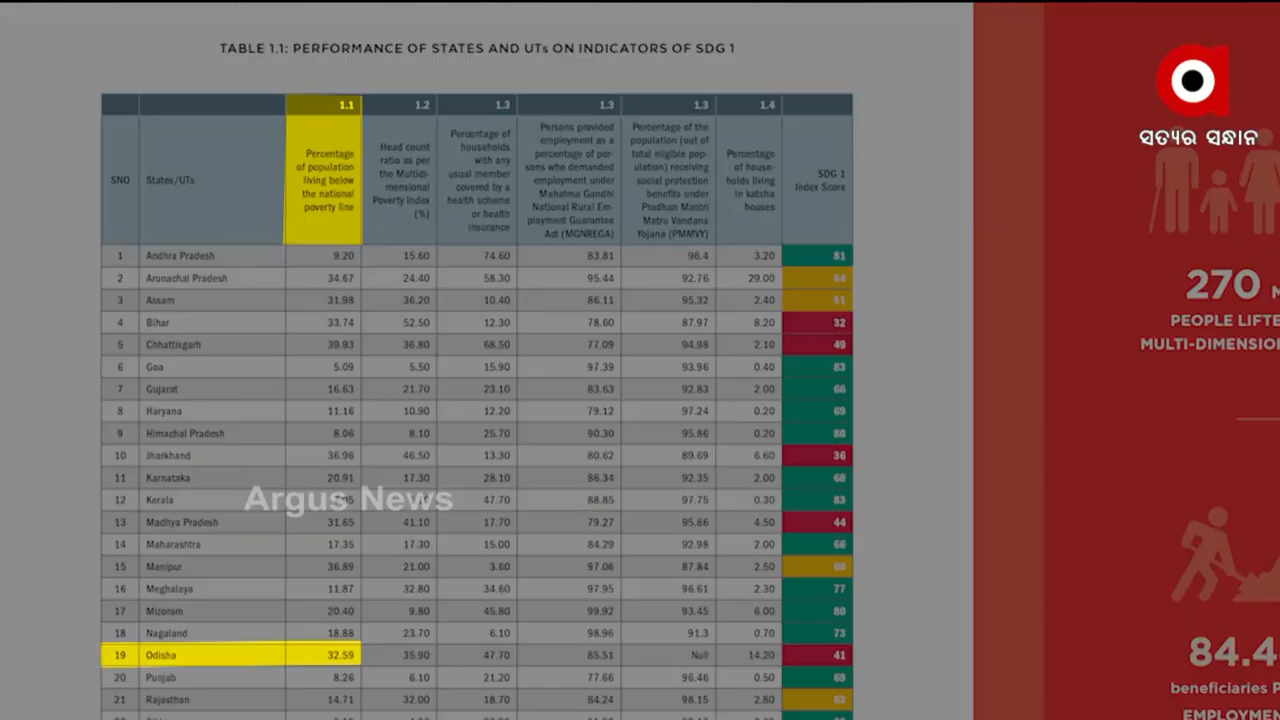 TABLE 1.1: PERFORMANCE OF STATES AND UTs ON INDICATORS OF SDG 1
ସତ୍ୟର ସନ୍ଧାନ
1.1 1.2 1.3 1.3 1.3 1.4
SNO
States/UTs
Percentage
of population
living below
the national
poverty line
Head count
ratio as per
the Multidi-
mensional
Poverty Index
(%)
Percentage of
households
with any
usual member
covered by a
health scheme
or health
insurance
Persons provided
employment as a
percentage of per-
sons who demanded
employment under
Mahatma Gandhi
National Rural Em-
ployment Guarantee
Act (MGNREGA)
Percentage of the
population (out of
total eligible pop-
ulation) receiving
social protection
benefits under
Pradhan Mantri
Matru Vandana
Yojana (PMMVY)
Percentage
of house-
holds living
in katcha
houses
SDG 1
Index Score
1 Andhra Pradesh 9.20 15.60 74.60 83.81 96.4 3.20 81
2 Arunachal Pradesh 34.67 24.40 58.30 95.44 92.76 29.00 54
3 Assam 31.98 36.20 10.40 86.11 95.32 2.40 51
4 Bihar 33.74 52.50 12.30 78.60 87.97 8.20 32
5 Chhattisgarh 39.93 36.80 68.50 77.09 94.98 2.10 49
6 Goa 5.09 5.50 15.90 97.39 93.96 0.40 83
7 Gujarat 16.63 21.70 23.10 83.63 92.83 2.00 66
8 Haryana 11.16 10.90 12.20 79.12 97.24 0.20 69
9 Himachal Pradesh 8.06 8.10 25.70 90.30 95.86 0.20 80
10 Jharkhand 36.96 46.50 13.30 80.62 89.69 6.60 36
11 Karnataka 20.91 17.30 28.10 86.34 92.35 2.00 68
12 Kerala 47.70 88.85 97.75 0.30 83
Argus News
13 Madhya Pradesh 31.65 41.10 17.70 79.27 95.86 4.50 44
14 Maharashtra 17.35 17.30 15.00 84.29 92.98 2.00 66
15 Manipur 36.89 21.00 3.60 97.06 87.84 2.50
16 Meghalaya 11.87 32.80 34.60 97.95 96.61 2.30 77
17 Mizoram 20.40 9.80 45.80 99.92 93.45 6.00 80
18 Nagaland 18.88 23.70 6.10 98.96 91.3 0.70 73
19 Odisha 32.59 35.90 47.70 85.51 Null 14.20 41
20 Punjab 8.26 6.10 21.20 77.66 96.46 0.50 69
21 Rajasthan 14.71 32.00 18.70 84.24 98.15 2.80 63
270
PEOPLE LIFTE
MULTI-DIMENSIO
84.4
beneficiaries P
EMPLOYMEN